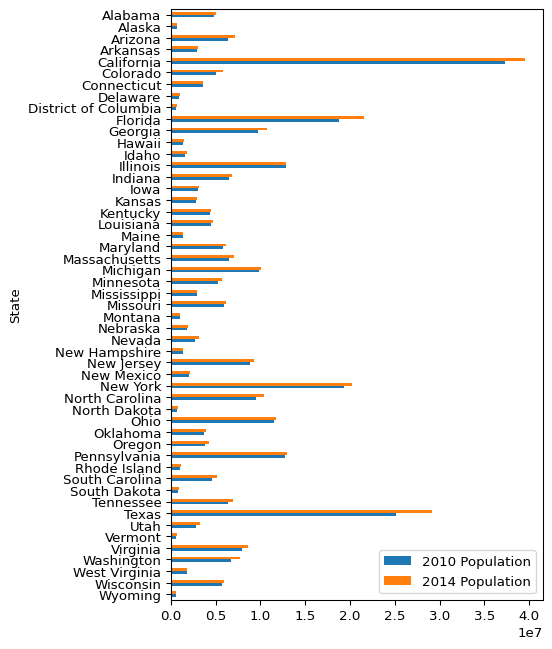 Alabama
Alaska
Arizona
Arkansas
California
Colorado
Connecticut
Delaware
District of Columbia
Florida
Georgia
Hawaii
Idaho
Illinois
Indiana
Iowa
Kansas
Kentucky
Louisiana
Maine
Maryland
Massachusetts
Michigan
Minnesota
Mississippi
Missouri
Montana
Nebraska
Nevada
New Hampshire
New Jersey
New Mexico
New York
North Carolina
North Dakota
Ohio
Oklahoma
Oregon
Pennsylvania
Rhode Island
South Carolina
South Dakota
Tennessee
Texas
Utah
Vermont
Virginia
Washington
West Virginia
Wisconsin
Wyoming
State
2010 Population
2014 Population
0.0 0.5 1.0 1.5 2.0 2.5 3.0 3.5 4.0
1e7